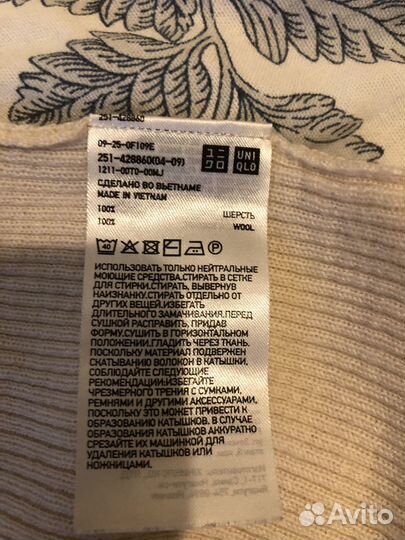 251-428860
09-25-0F109E
251-428860(04-09)
1211-00T0-00MJ
UNI
QLO
СДЕЛАНО ВО ВЬЕТНАМЕ
MADE IN VIETNAM
100% ШЕРСТЬ
100% WOOL
40
ИСПОЛЬЗОВАТЬ ТОЛЬКО НЕЙТРАЛЬНЫЕ
МОЮЩИЕ СРЕДСТВА.СТИРАТЬ В СЕТКЕ
ДЛЯ СТИРКИ.СТИРАТЬ, ВЫВЕРНУВ
НАИЗНАНКУ.СТИРАТЬ ОТДЕЛЬНО ОТ
ДРУГИХ ВЕЩЕЙ.ИЗБЕГАТЬ
ДЛИТЕЛЬНОГО ЗАМАЧИВАНИЯ.ПЕРЕД
СУШКОЙ РАСПРАВИТЬ, ПРИДАВ
ФОРМУ.СУШИТЬ В ГОРИЗОНТАЛЬНОМ
ПОЛОЖЕНИИ.ГЛАДИТЬ ЧЕРЕЗ ТКАНЬ.
ПОСКОЛЬКУ МАТЕРИАЛ ПОДВЕРЖЕН
СКАТЫВАНИЮ ВОЛОКОН В КАТЫШКИ,
СОБЛЮДАЙТЕ СЛЕДУЮЩИЕ
РЕКОМЕНДАЦИИ:ИЗБЕГАЙТЕ
ЧРЕЗМЕРНОГО ТРЕНИЯ С СУМКАМИ,
РЕМНЯМИ И ДРУГИМИ АКСЕССУАРАМИ,
ПОСКОЛЬКУ ЭТО МОЖЕТ ПРИВЕСТИ К
ОБРАЗОВАНИЮ КАТЫШКОВ. В СЛУЧАЕ
ОБРАЗОВАНИЯ КАТЫШКОВ АККУРАТНО
СРЕЗАЙТЕ ИХ МАШИНКОЙ ДЛЯ
УДАЛЕНИЯ КАТЫШКОВ ИЛИ
НОЖНИЦАМИ.
Avito